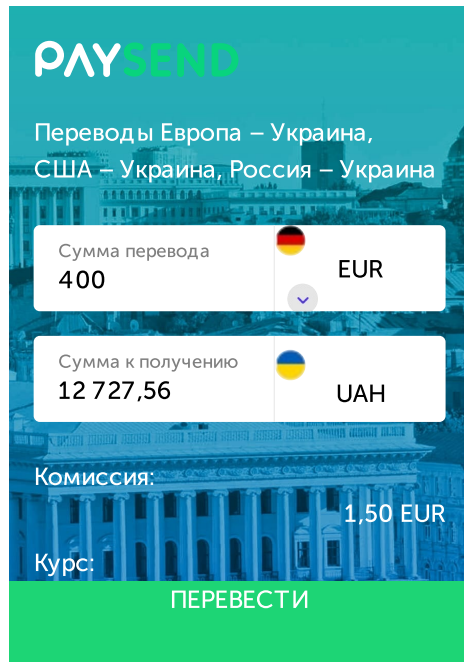 PAYSEND
Переводы Европа – Украина,
США – Украина, Россия – Украина
Сумма перевода
400
EUR
Сумма к получению
12 727,56
UAH
Комиссия:
1,50 EUR
Курс:
ПЕРЕВЕСТИ